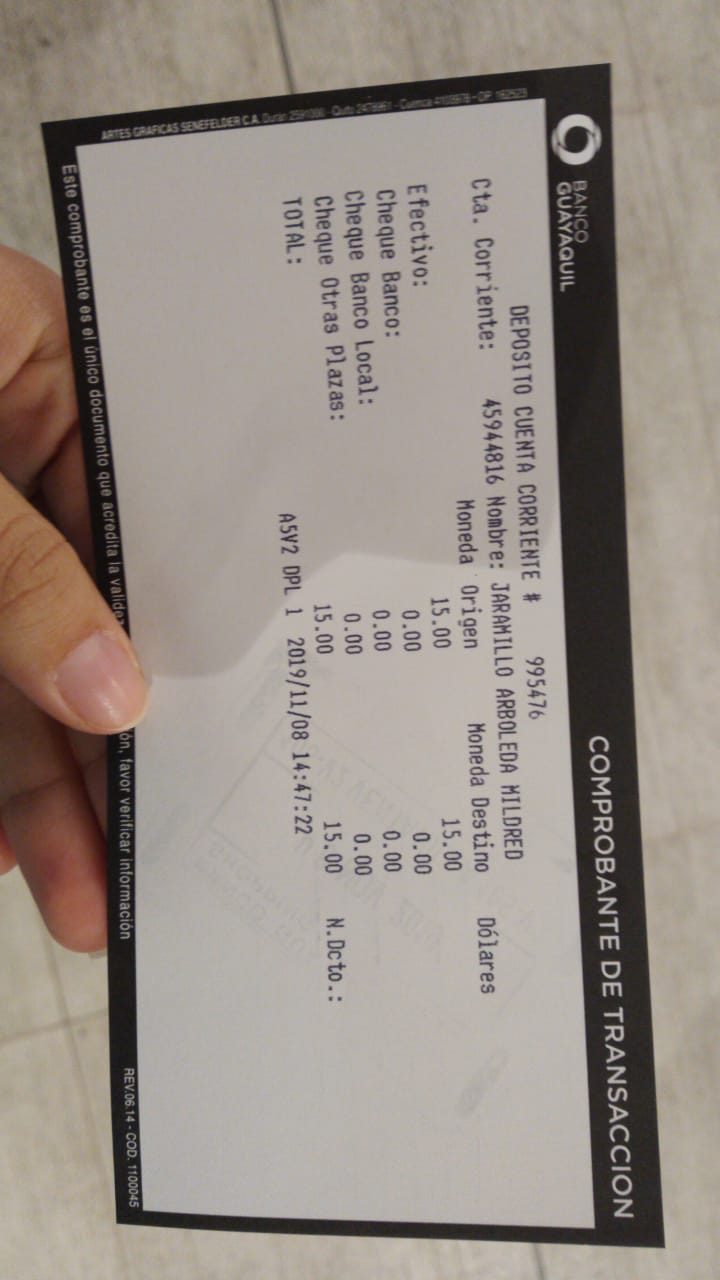 BANCO
GUAYAQUIL
COMPROBANTE DE TRANSACCION
DEPOSITO CUENTA CORRIENTE # 995476
Cta. Corriente: 45944816 Nombre: JARAMILLO ARBOLEDA MILDRED
Moneda Origen Moneda Destino Dólares
Efectivo: 15.00 15.00
Cheque Banco: 0.00 0.00
Cheque Banco Local: 0.00 0.00
Cheque Otras Plazas: 0.00 0.00
TOTAL: 15.00 15.00 N.Dcto.:
A5V2 DPL 1 2019/11/08 14:47:22
ARTES GRAFICAS SENEFELDER C.A.
Este comprobante es el único documento que acredita la validez ón, favor verificar información
REV.06.14 - COD. 1100045